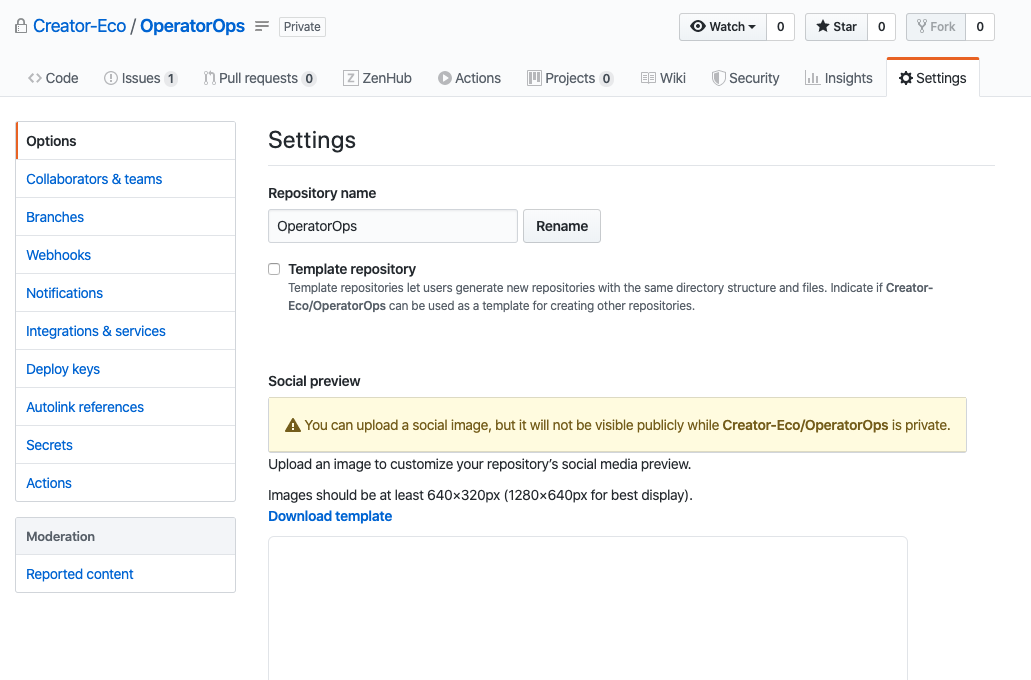 Creator-Eco / OperatorOps Private
Watch 0 Star 0 Fork 0
Code Issues 1 Pull requests 0 Z ZenHub Actions Projects 0 Wiki Security Insights Settings
Options
Collaborators & teams
Branches
Webhooks
Notifications
Integrations & services
Deploy keys
Autolink references
Secrets
Actions
Moderation
Reported content
Settings
Repository name
OperatorOps Rename
Template repository
Template repositories let users generate new repositories with the same directory structure and files. Indicate if Creator-
Eco/OperatorOps can be used as a template for creating other repositories.
Social preview
You can upload a social image, but it will not be visible publicly while Creator-Eco/OperatorOps is private.
Upload an image to customize your repository’s social media preview.
Images should be at least 640×320px (1280×640px for best display).
Download template